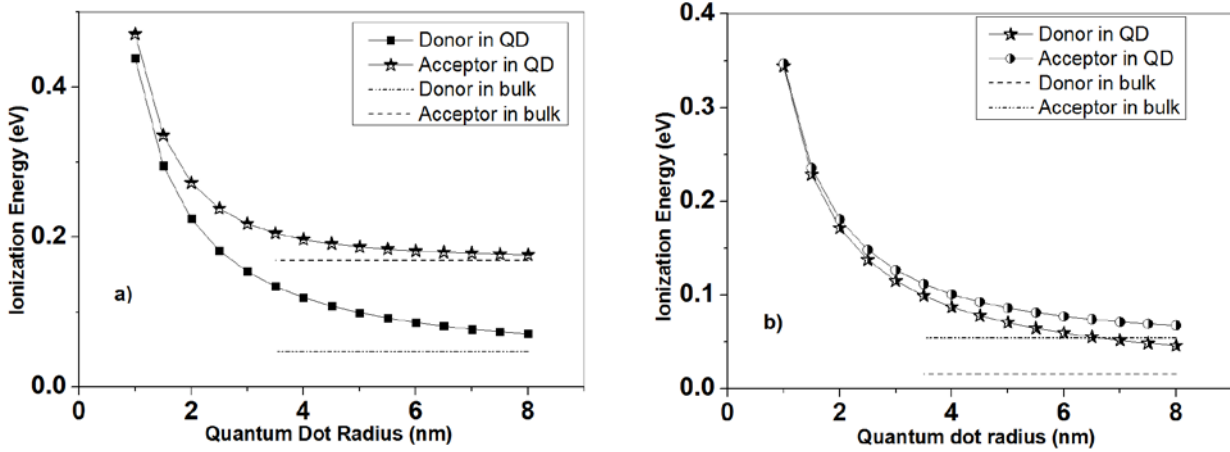 Donor in QD
Acceptor in QD
Donor in bulk
Acceptor in bulk
0.4
0.2
0.0
Ionization Energy (eV)
a)
0 2 4 6 8
Quantum Dot Radius (nm)
0.4
0.3
0.2
0.1
0.0
Ionization Energy (eV)
Donor in QD
Acceptor in QD
Donor in bulk
Acceptor in bulk
b)
0 2 4 6 8
Quantum dot radius (nm)